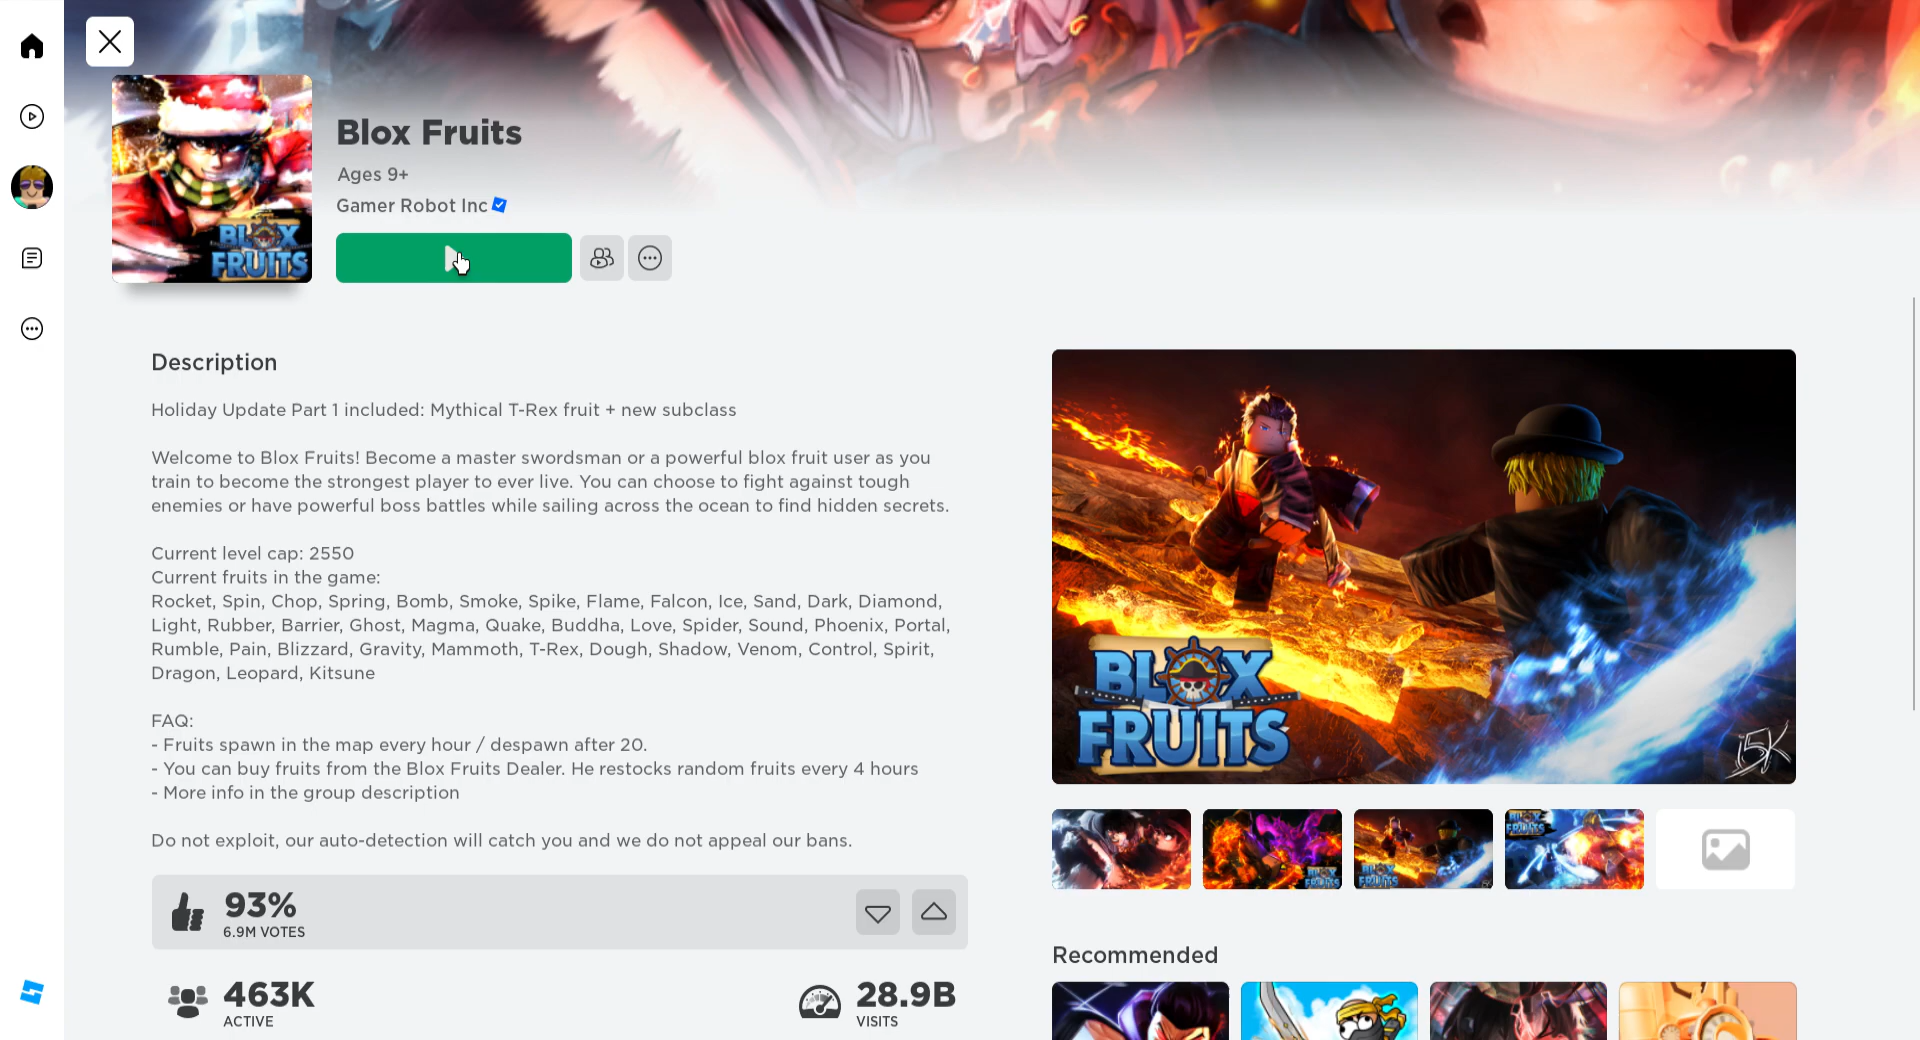 BLOX
FRUITS
Blox Fruits
Ages 9+
Gamer Robot Inc
Description
Holiday Update Part 1 included: Mythical T-Rex fruit + new subclass
Welcome to Blox Fruits! Become a master swordsman or a powerful blox fruit user as you
train to become the strongest player to ever live. You can choose to fight against tough
enemies or have powerful boss battles while sailing across the ocean to find hidden secrets.
Current level cap: 2550
Current fruits in the game:
Rocket, Spin, Chop, Spring, Bomb, Smoke, Spike, Flame, Falcon, Ice, Sand, Dark, Diamond,
Light, Rubber, Barrier, Ghost, Magma, Quake, Buddha, Love, Spider, Sound, Phoenix, Portal,
Rumble, Pain, Blizzard, Gravity, Mammoth, T-Rex, Dough, Shadow, Venom, Control, Spirit,
Dragon, Leopard, Kitsune
FAQ:
- Fruits spawn in the map every hour / despawn after 20.
- You can buy fruits from the Blox Fruits Dealer. He restocks random fruits every 4 hours
- More info in the group description
Do not exploit, our auto-detection will catch you and we do not appeal our bans.
93%
6.9M VOTES
463K
ACTIVE
28.9B
VISITS
BLOX
FRUITS
i5K
BLOX
FRUITS
BLOX
FRUITS
BLOX
FRUITS
Recommended